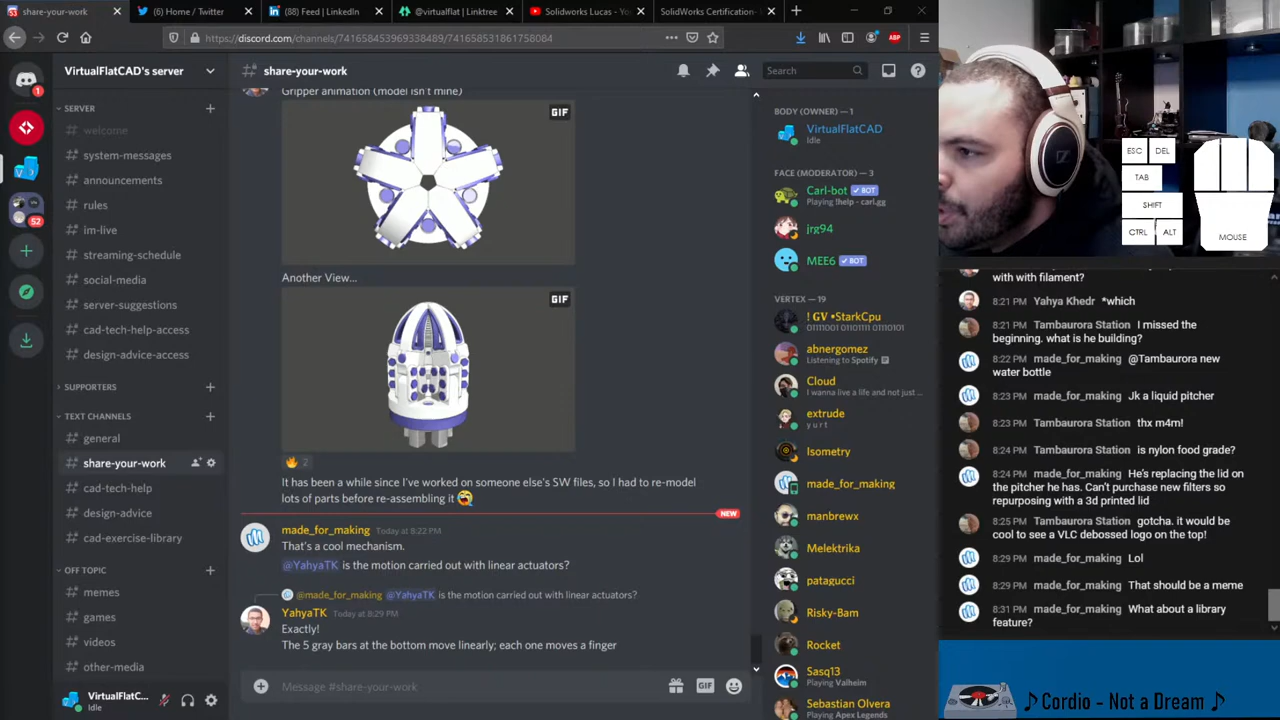 share-your-work
(6) Home / Twitter
(88) Feed | LinkedIn
@virtualflat | Linktree
Solidworks Lucas - You
SolidWorks Certification-
https://discord.com/channels/741658453969338489/741658531861758084
ABP
VirtualFlatCAD's server
share-your-work
Search
SERVER
welcome
system-messages
announcements
rules
im-live
streaming-schedule
social-media
server-suggestions
cad-tech-help-access
design-advice-access
SUPPORTERS
TEXT CHANNELS
general
share-your-work
cad-tech-help
design-advice
cad-exercise-library
OFF TOPIC
memes
games
videos
other-media
VirtualFlatC...
Idle
1
52
Gripper animation (model isn't mine)
GIF
Another View...
GIF
2
It has been a while since I've worked on someone else's SW files, so I had to re-model
lots of parts before re-assembling it
NEW
made_for_making Today at 8:22 PM
That's a cool mechanism.
@YahyaTK is the motion carried out with linear actuators?
@made_for_making @YahyaTK is the motion carried out with linear actuators?
YahyaTK Today at 8:29 PM
Exactly!
The 5 gray bars at the bottom move linearly; each one moves a finger
Message #share-your-work
GIF
BODY (OWNER) — 1
VirtualFlatCAD
Idle
FACE (MODERATOR) — 3
Carl-bot BOT
Playing !help - carl.gg
jrg94
MEE6 BOT
VERTEX — 19
! GV •StarkCpu
abnergomez
Listening to Spotify
Cloud
I wanna live a life and not just...
extrude
y u r t
Isometry
made_for_making
manbrewx
Melektrika
patagucci
Risky-Bam
Rocket
Sasq13
Playing Valheim
Sebastian Olvera
Playing Apex Legends
ESC
DEL
TAB
SHIFT
CTRL
ALT
MOUSE
with with filament?
8:21 PM Yahya Khedr *which
8:21 PM Tambaurora Station I missed the
beginning. what is he building?
8:22 PM made_for_making @Tambaurora new
water bottle
8:23 PM made_for_making Jk a liquid pitcher
8:23 PM Tambaurora Station thx m4m!
8:24 PM Tambaurora Station is nylon food grade?
8:24 PM made_for_making He's replacing the lid on
the pitcher he has. Can't purchase new filters so
repurposing with a 3d printed lid
8:25 PM Tambaurora Station gotcha. it would be
cool to see a VLC debossed logo on the top!
8:29 PM made_for_making Lol
8:29 PM made_for_making That should be a meme
8:31 PM made_for_making What about a library
feature?
♪ Cordio - Not a Dream ♪